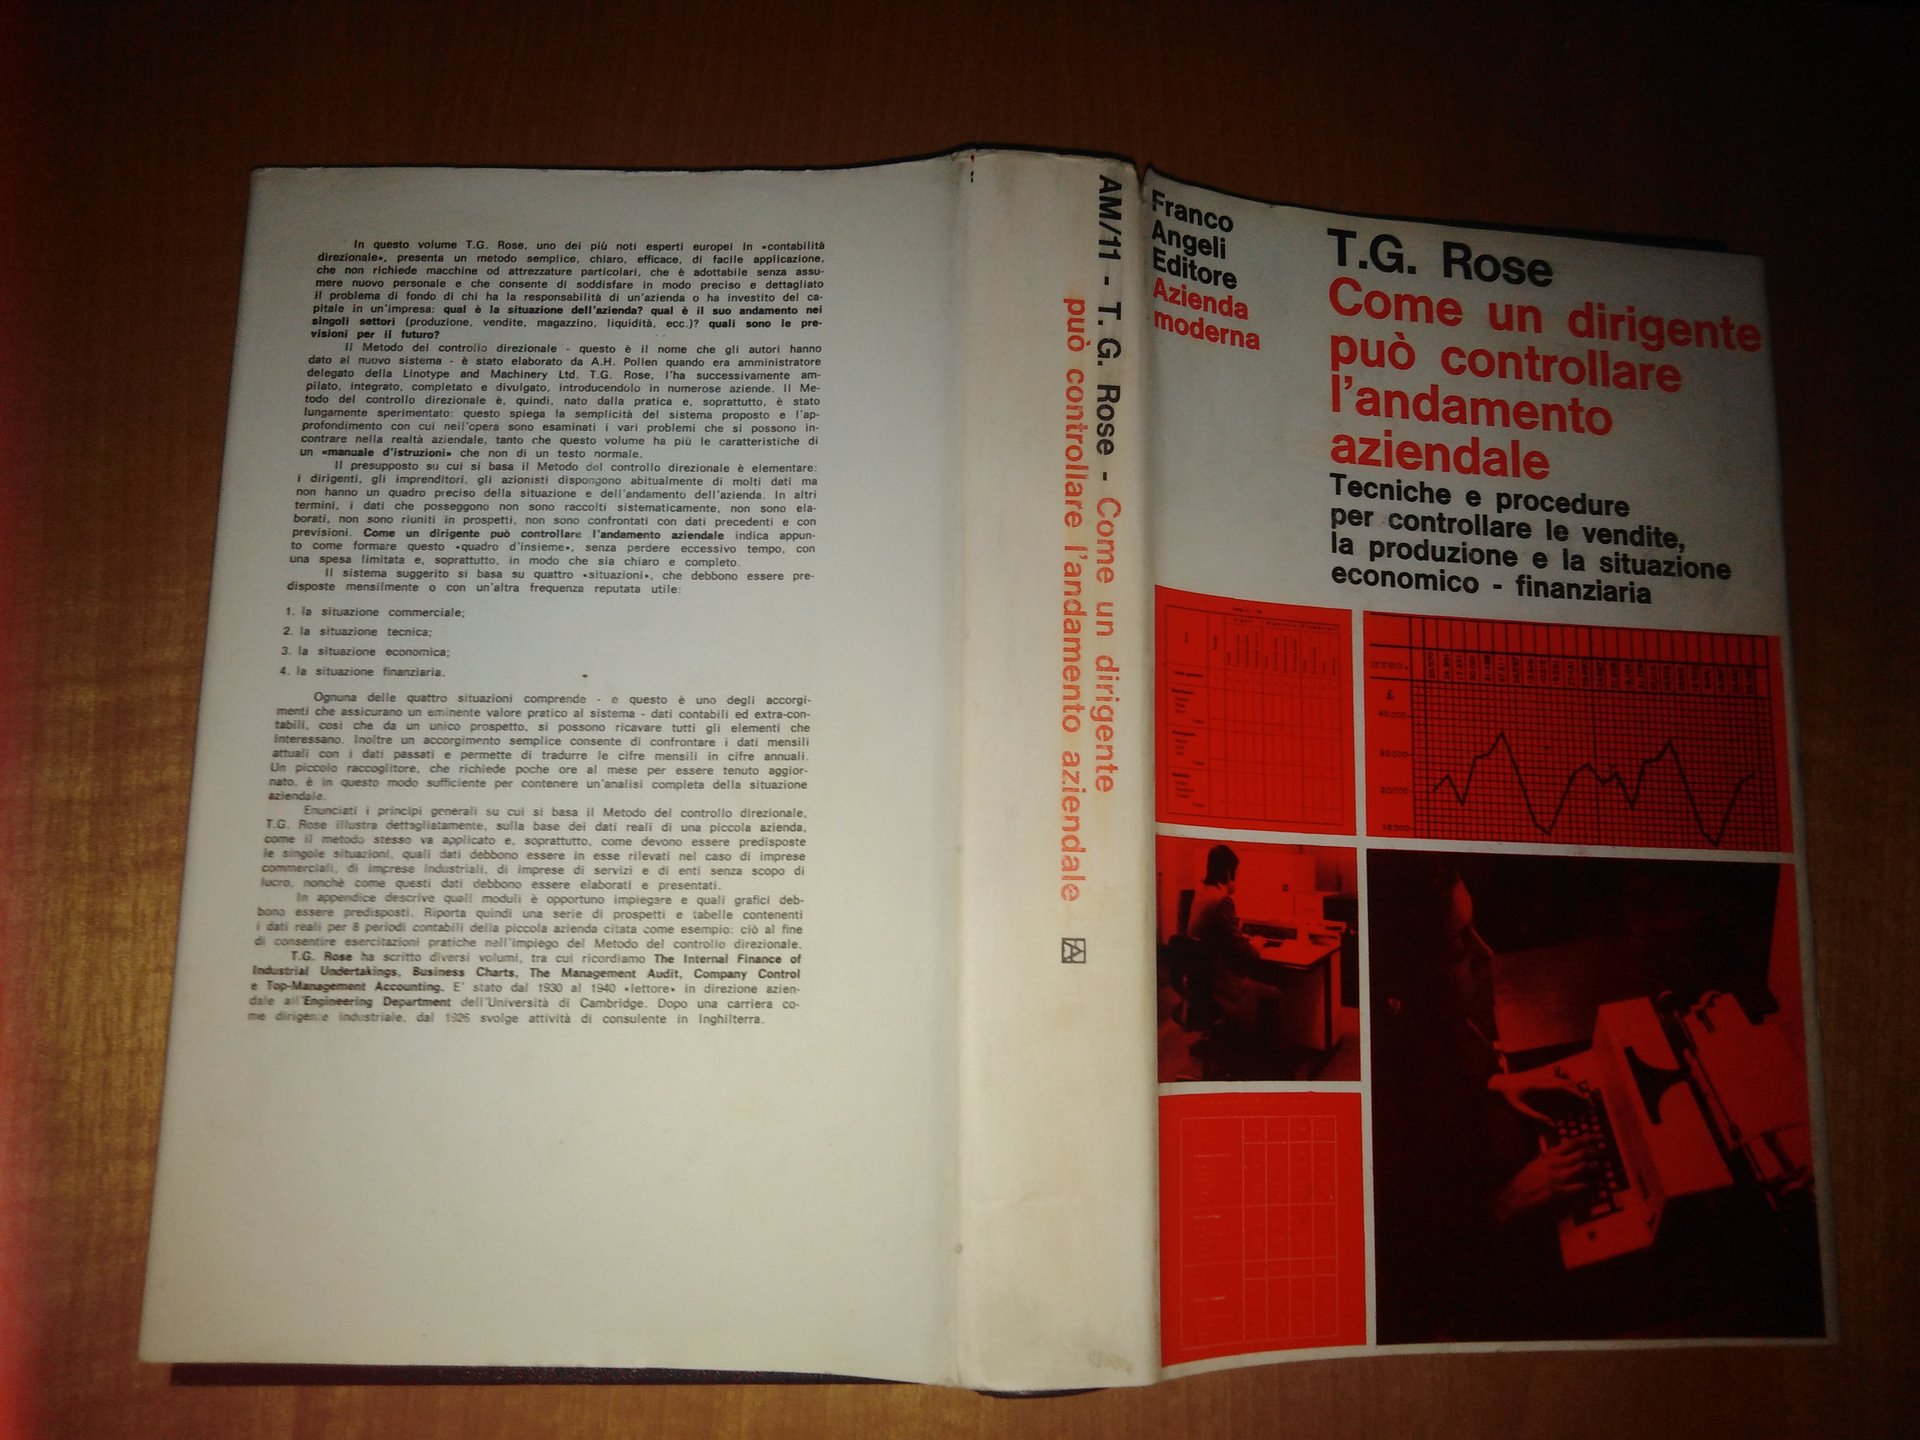 In questo volume T.G. Rose, uno dei più noti esperti europei in «contabilità
direzionale», presenta un metodo semplice, chiaro, efficace, di facile applicazione,
che non richiede macchine od attrezzature particolari, che è adottabile senza assu-
mere nuovo personale e che consente di soddisfare in modo preciso e dettagliato
il problema di fondo di chi ha la responsabilità di un'azienda o ha investito del ca-
pitale in un'impresa: qual è la situazione dell'azienda? qual è il suo andamento nei
singoli settori (produzione, vendite, magazzino, liquidità, ecc.)? quali sono le pre-
visioni per il futuro?
Il Metodo del controllo direzionale - questo è il nome che gli autori hanno
dato al nuovo sistema - è stato elaborato da A.H. Pollen quando era amministratore
delegato della Linotype and Machinery Ltd. T.G. Rose, l'ha successivamente am-
pliato, integrato, completato e divulgato, introducendolo in numerose aziende. Il Me-
todo del controllo direzionale è, quindi, nato dalla pratica e, soprattutto, è stato
lungamente sperimentato: questo spiega la semplicità del sistema proposto e l'ap-
profondimento con cui nell'opera sono esaminati i vari problemi che si possono in-
contrare nella realtà aziendale, tanto che questo volume ha più le caratteristiche di
un «manuale d'istruzioni» che non di un testo normale.
Il presupposto su cui si basa il Metodo del controllo direzionale è elementare:
i dirigenti, gli imprenditori, gli azionisti dispongono abitualmente di molti dati ma
non hanno un quadro preciso della situazione e dell'andamento dell'azienda. In altri
termini, i dati che posseggono non sono raccolti sistematicamente, non sono ela-
borati, non sono riuniti in prospetti, non sono confrontati con dati precedenti e con
previsioni. Come un dirigente può controllare l'andamento aziendale indica appun-
to come formare questo «quadro d'insieme», senza perdere eccessivo tempo, con
una spesa limitata e, soprattutto, in modo che sia chiaro e completo.
Il sistema suggerito si basa su quattro «situazioni», che debbono essere pre-
disposte mensilmente o con un'altra frequenza reputata utile:
1. la situazione commerciale;
2. la situazione tecnica;
3. la situazione economica;
4. la situazione finanziaria.
Ognuna delle quattro situazioni comprende - e questo è uno degli accorgi-
menti che assicurano un eminente valore pratico al sistema - dati contabili ed extra-con-
tabili, così che da un unico prospetto, si possono ricavare tutti gli elementi che
interessano. Inoltre un accorgimento semplice consente di confrontare i dati mensili
attuali con i dati passati e permette di tradurre le cifre mensili in cifre annuali.
Un piccolo raccoglitore, che richiede poche ore al mese per essere tenuto aggior-
nato, è in questo modo sufficiente per contenere un'analisi completa della situazione
aziendale.
Enunciati i principi generali su cui si basa il Metodo del controllo direzionale,
T.G. Rose illustra dettagliatamente, sulla base dei dati reali di una piccola azienda,
come il metodo stesso va applicato e, soprattutto, come devono essere predisposte
le singole situazioni, quali dati debbono essere in esse rilevati nel caso di imprese
commerciali, di imprese industriali, di imprese di servizi e di enti senza scopo di
lucro, nonchè come questi dati debbono essere elaborati e presentati.
In appendice descrive quali moduli è opportuno impiegare e quali grafici deb-
bono essere predisposti. Riporta quindi una serie di prospetti e tabelle contenenti
i dati reali per 8 periodi contabili della piccola azienda citata come esempio: ciò al fine
di consentire esercitazioni pratiche nell'impiego del Metodo del controllo direzionale.
T.G. Rose ha scritto diversi volumi, tra cui ricordiamo The Internal Finance of
Industrial Undertakings, Business Charts, The Management Audit, Company Control
e Top-Management Accounting. E' stato dal 1930 al 1940 «lettore» in direzione azien-
dale all'Engineering Department dell'Università di Cambridge. Dopo una carriera co-
me dirigente industriale, dal 1926 svolge attività di consulente in Inghilterra.
AM/11 - T. G. Rose - Come un dirigente
può controllare l'andamento aziendale
Franco
Angeli
Editore
Azienda
moderna
T.G. Rose
Come un dirigente
può controllare
l'andamento
aziendale
Tecniche e procedure
per controllare le vendite,
la produzione e la situazione
economico - finanziaria
£
40,000
30,000
20,000
10,000